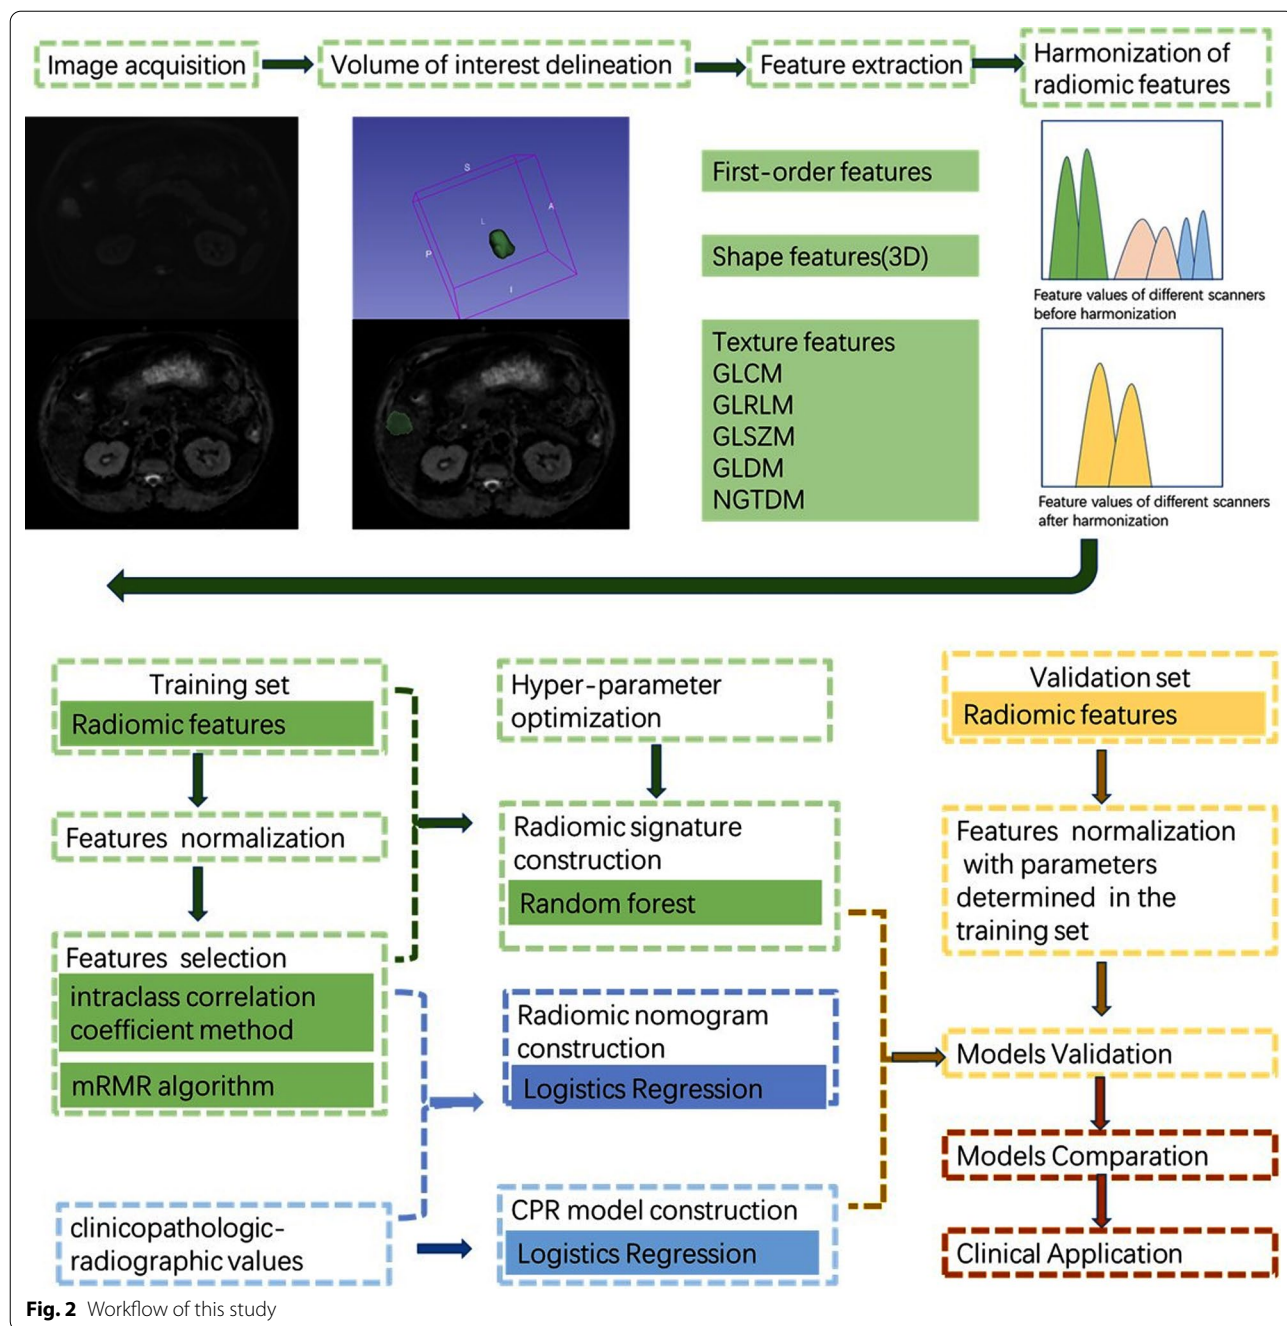 Image acquisition
Volume of interest delineation
Feature extraction
Harmonization of
radiomic features
S
A
L
P
I
First-order features
Shape features(3D)
Texture features
GLCM
GLRLM
GLSZM
GLDM
NGTDM
Feature values of different scanners
before harmonization
Feature values of different scanners
after harmonization
Training set
Radiomic features
Features normalization
Features selection
intraclass correlation
coefficient method
mRMR algorithm
clinicopathologic-
radiographic values
Hyper-parameter
optimization
Radiomic signature
construction
Random forest
Radiomic nomogram
construction
Logistics Regression
CPR model construction
Logistics Regression
Validation set
Radiomic features
Features normalization
with parameters
determined in the
training set
Models Validation
Models Comparation
Clinical Application
Fig. 2 Workflow of this study